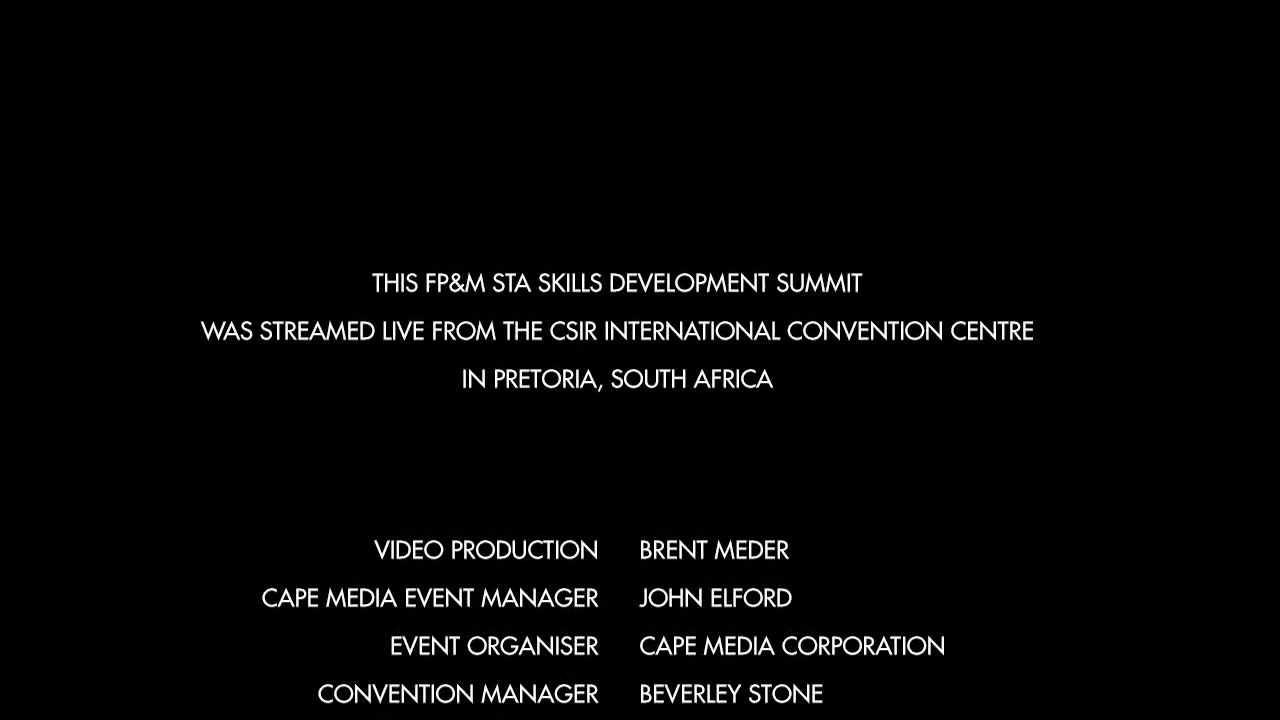 THIS FP&M STA SKILLS DEVELOPMENT SUMMIT
WAS STREAMED LIVE FROM THE CSIR INTERNATIONAL CONVENTION CENTRE
IN PRETORIA, SOUTH AFRICA
VIDEO PRODUCTION BRENT MEDER
CAPE MEDIA EVENT MANAGER JOHN ELFORD
EVENT ORGANISER CAPE MEDIA CORPORATION
CONVENTION MANAGER BEVERLEY STONE